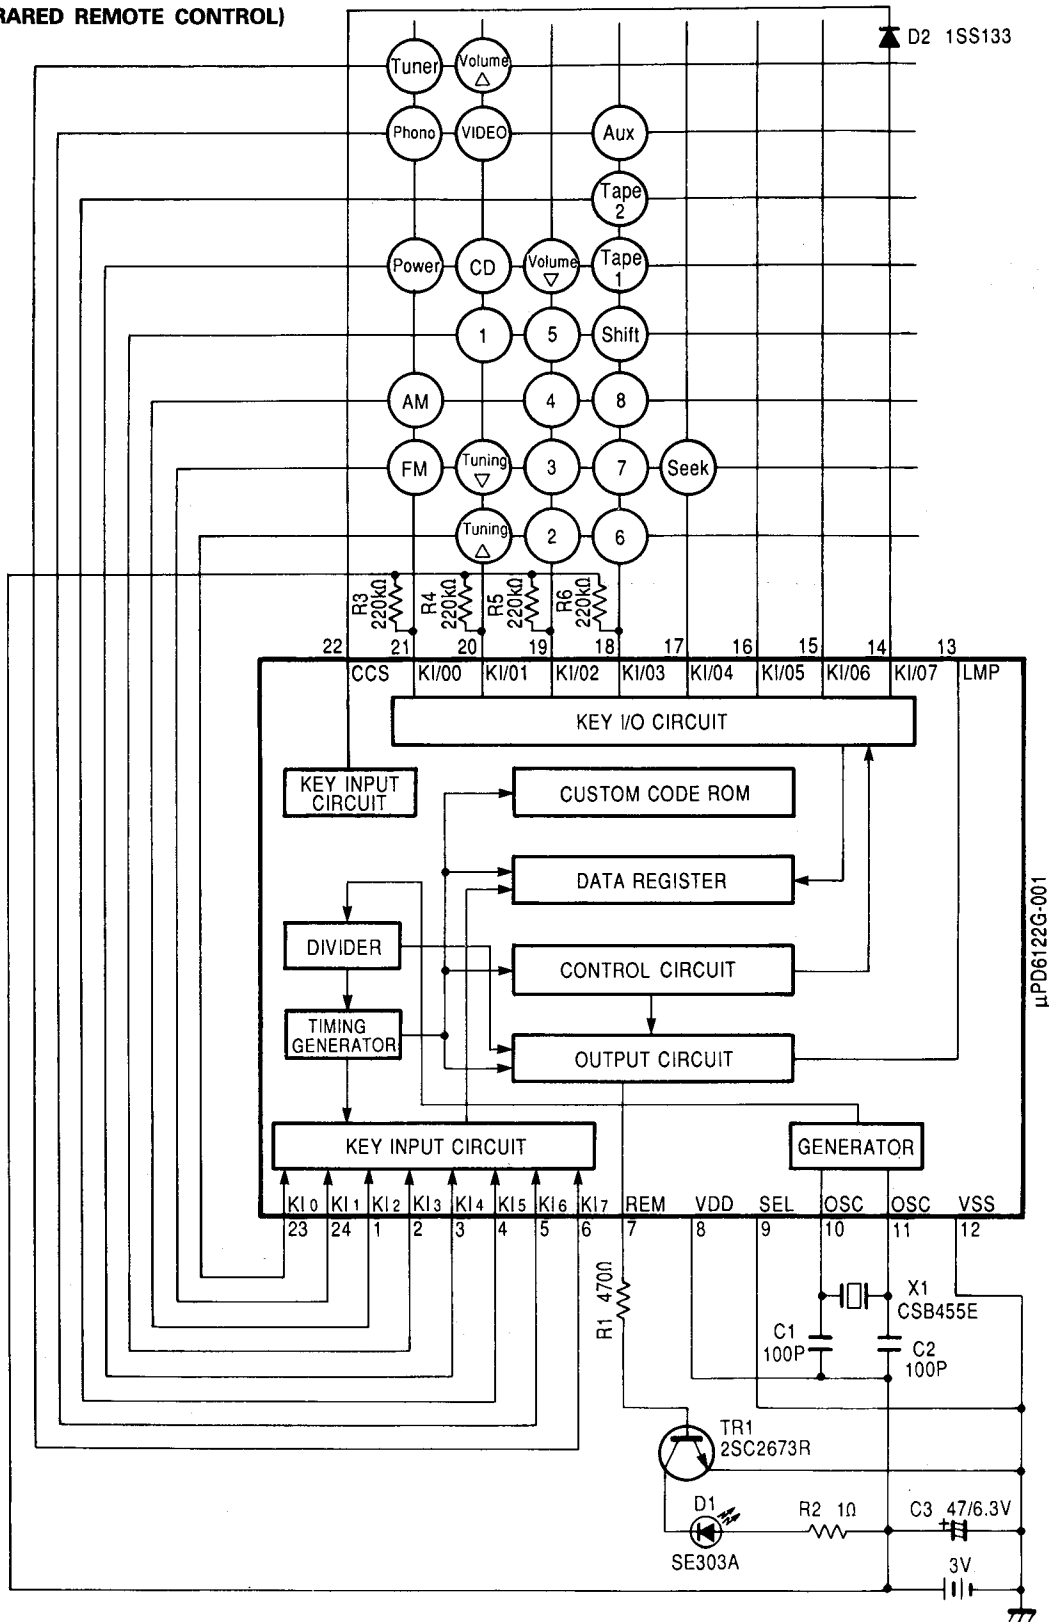 RARED REMOTE CONTROL)
D2 1SS133
Tuner
Volume
△
Phono
VIDEO
Aux
Tape
2
Power
CD
Volume
▽
Tape
1
1
5
Shift
AM
4
8
FM
Tuning
▽
3
7
Seek
Tuning
△
2
6
R3
220kΩ
R4
220kΩ
R5
220kΩ
R6
220kΩ
22 21 20 19 18 17 16 15 14 13
CCS KI/00 KI/01 KI/02 KI/03 KI/04 KI/05 KI/06 KI/07 LMP
KEY I/O CIRCUIT
KEY INPUT
CIRCUIT
CUSTOM CODE ROM
DATA REGISTER
DIVIDER
CONTROL CIRCUIT
TIMING
GENERATOR
OUTPUT CIRCUIT
μPD6122G-001
KEY INPUT CIRCUIT
GENERATOR
KI0 KI1 KI2 KI3 KI4 KI5 KI6 KI7 REM VDD SEL OSC OSC VSS
23 24 1 2 3 4 5 6 7 8 9 10 11 12
R1 470Ω
X1
CSB455E
C1
100P
C2
100P
TR1
2SC2673R
D1
SE303A
R2 1Ω
C3 47/6.3V
+
3V